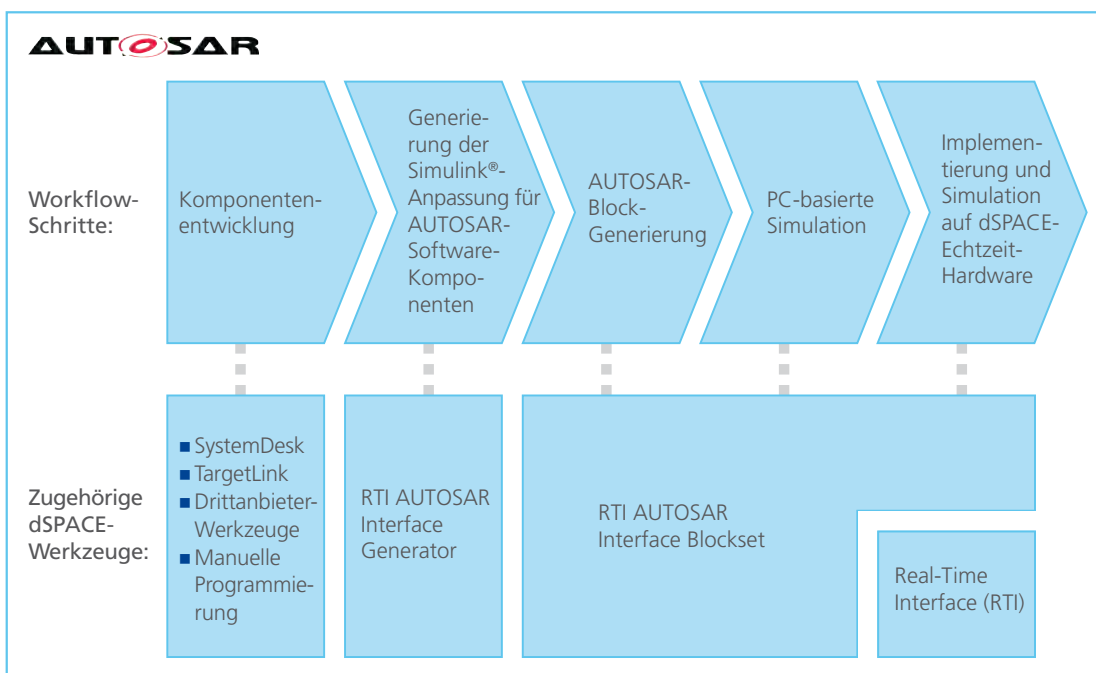 AUTOSAR
Workflow-
Schritte:
Komponenten-
entwicklung
Generie-
rung der
Simulink®-
Anpassung für
AUTOSAR-
Software-
Kompo-
nenten
AUTOSAR-
Block-
Generierung
PC-basierte
Simulation
Implemen-
tierung und
Simulation
auf dSPACE-
Echtzeit-
Hardware
Zugehörige
dSPACE-
Werkzeuge:
■ SystemDesk
■ TargetLink
■ Drittanbieter-
Werkzeuge
■ Manuelle
Programmie-
rung
RTI AUTOSAR
Interface
Generator
RTI AUTOSAR
Interface Blockset
Real-Time
Interface (RTI)